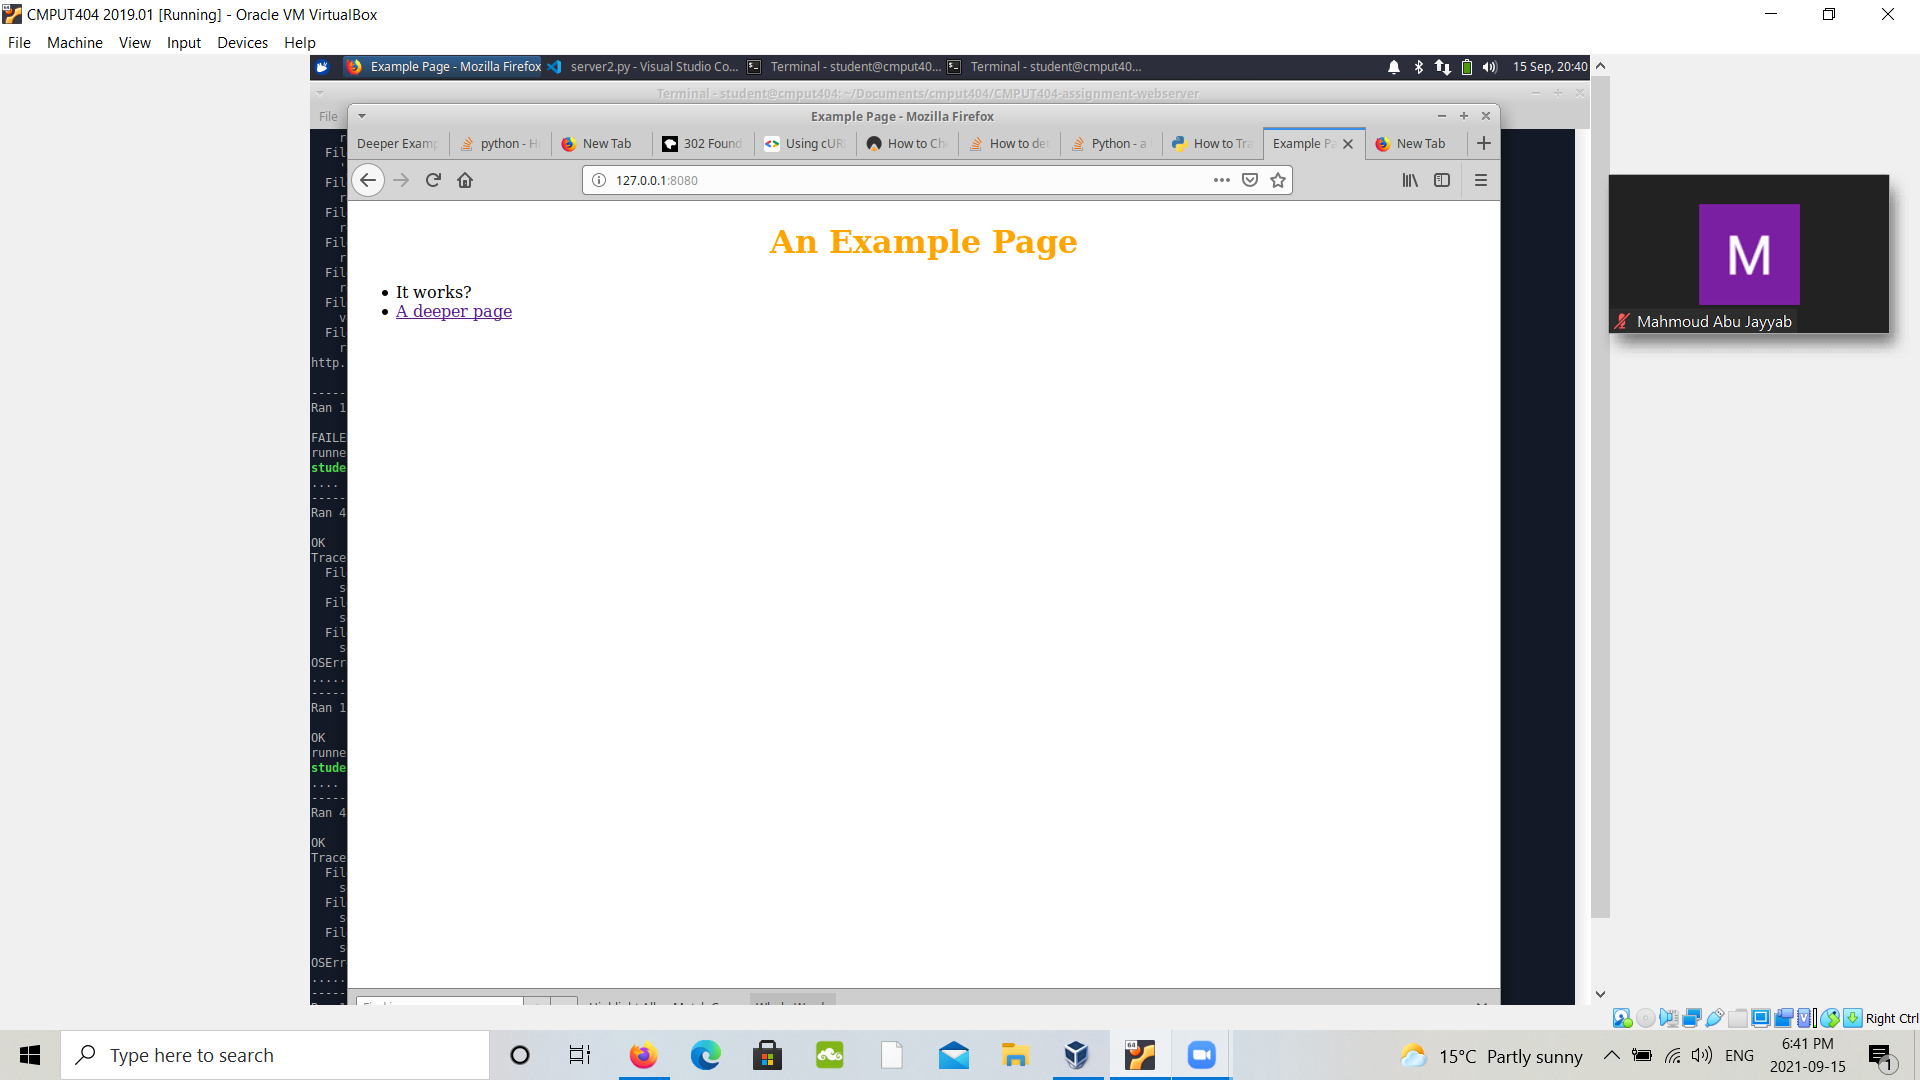 CMPUT404 2019.01 [Running] - Oracle VM VirtualBox
File Machine View Input Devices Help
Example Page - Mozilla Firefox server2.py - Visual Studio Co... Terminal - student@cmput40... Terminal - student@cmput40... 15 Sep, 20:40
Terminal - student@cmput404: ~/Documents/cmput404/CMPUT404-assignment-webserver
File
Example Page - Mozilla Firefox
Deeper Examp python - H New Tab 302 Found Using cUR How to Ch How to de Python - a How to Tra Example Pa New Tab
127.0.0.1:8080
An Example Page
It works?
A deeper page
Fil
Fil
Fil
Fil
Fil
Fil
Fil
http.
-----
Ran 1
FAILE
runne
stude
....
-----
Ran 4
OK
Trace
Fil
s
Fil
s
Fil
s
OSErr
.....
-----
Ran 1
OK
runne
stude
....
-----
Ran 4
OK
Trace
Fil
s
Fil
s
Fil
s
OSErr
.....
-----
M
Mahmoud Abu Jayyab
Right Ctrl
Type here to search
64
15°C Partly sunny
ENG
6:41 PM
2021-09-15
1